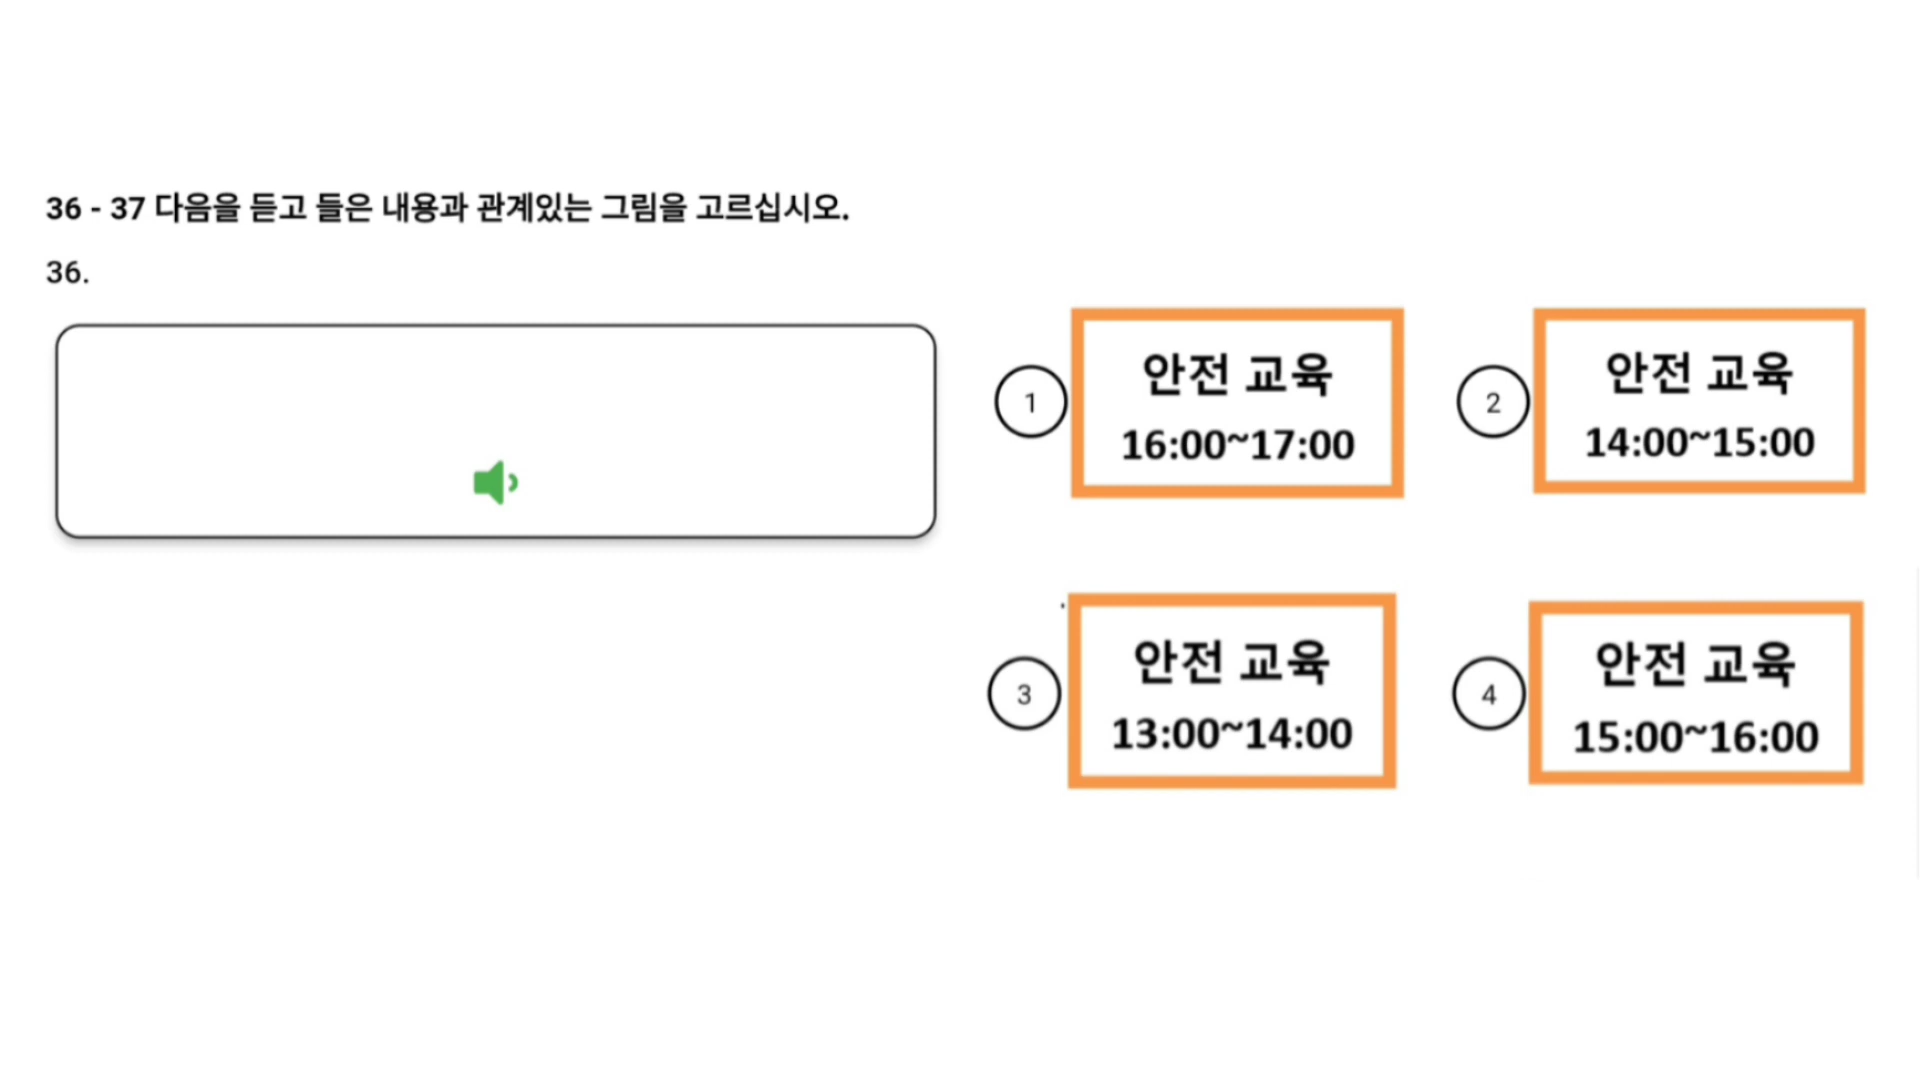 36 - 37 다음을 듣고 들은 내용과 관계있는 그림을 고르십시오.
36.
1
안전 교육
16:00~17:00
2
안전 교육
14:00~15:00
3
안전 교육
13:00~14:00
4
안전 교육
15:00~16:00